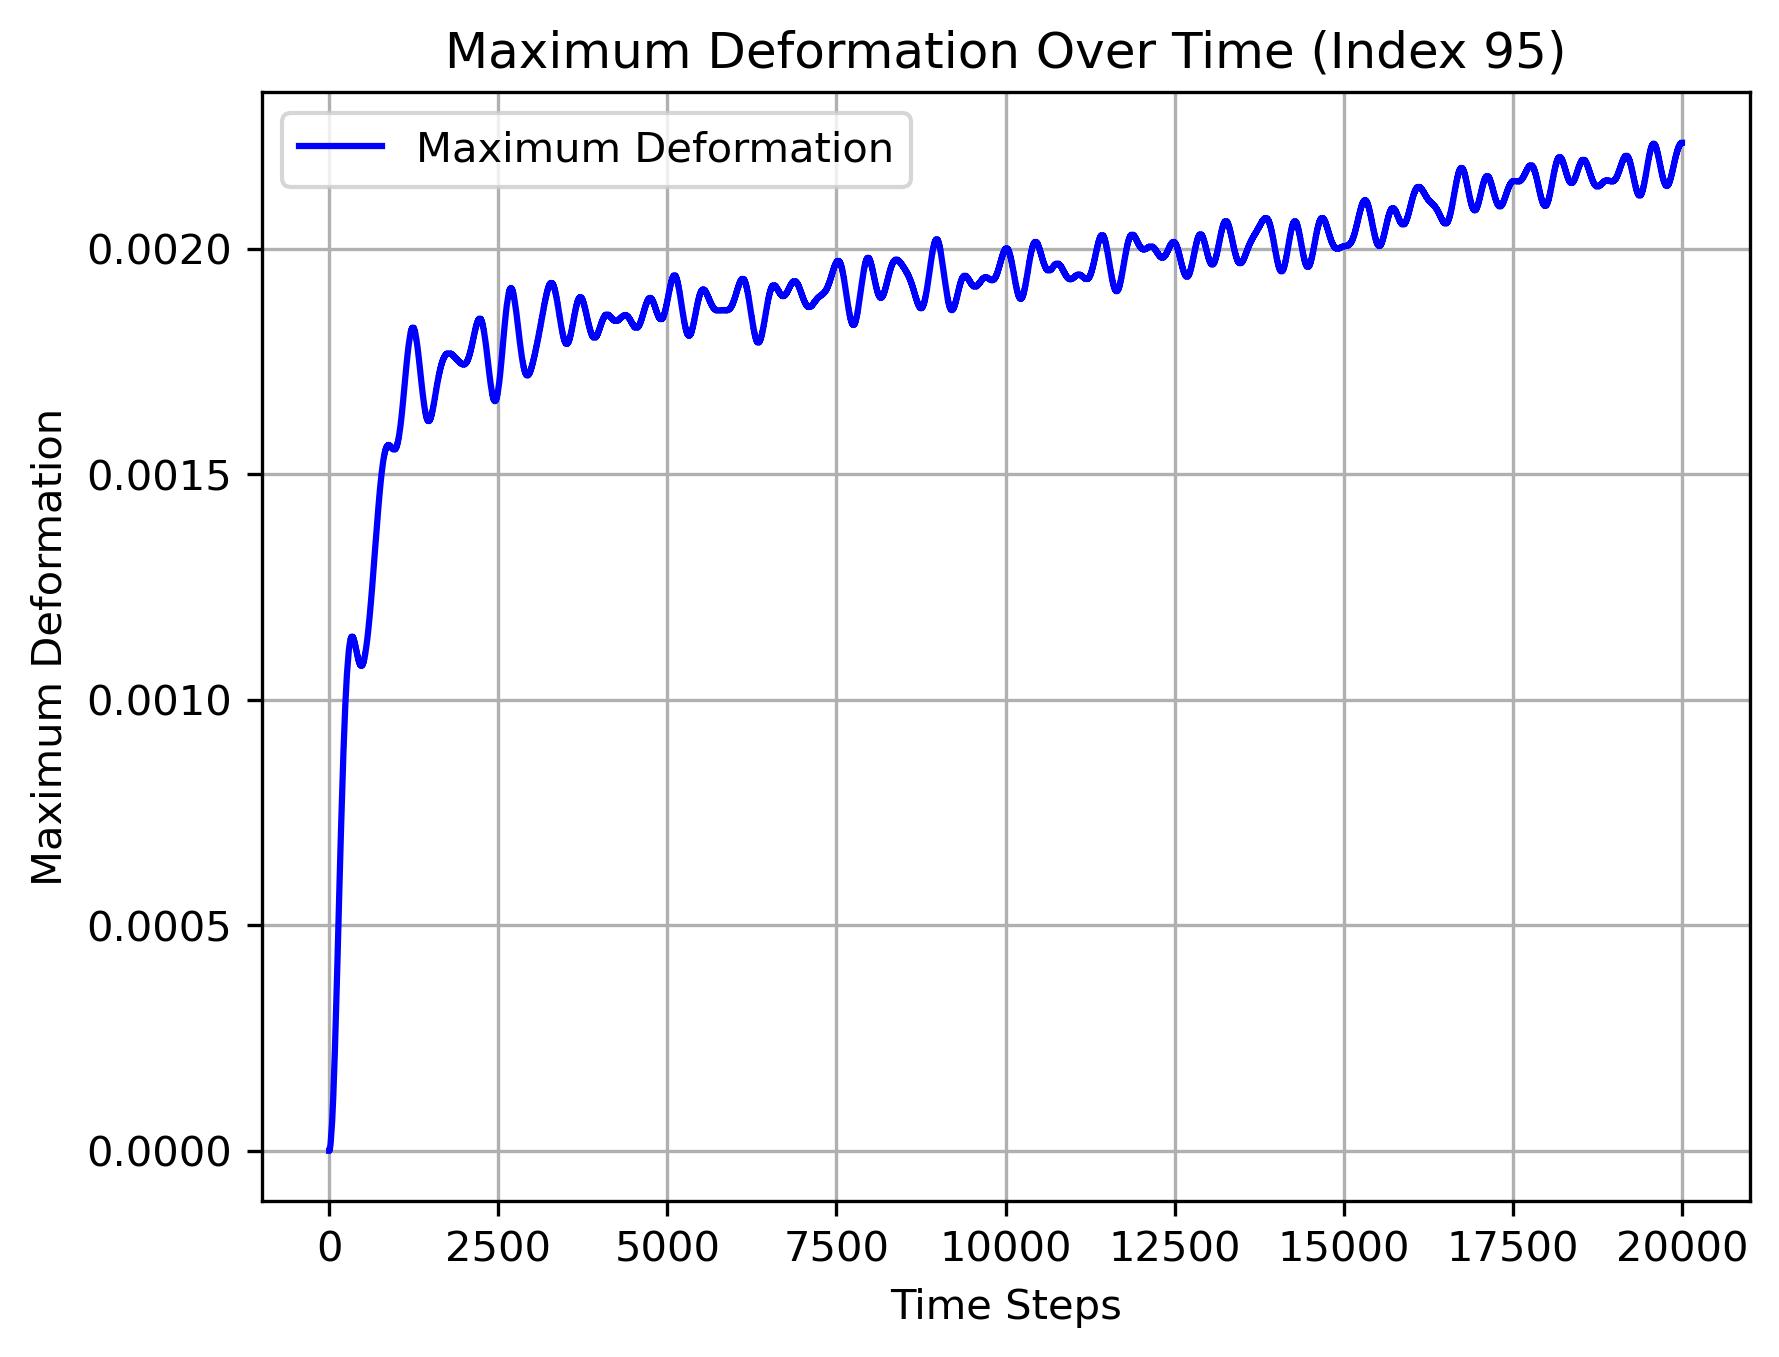 Maximum Deformation Over Time (Index 95)
Maximum Deformation
Maximum Deformation
0.0020
0.0015
0.0010
0.0005
0.0000
0 2500 5000 7500 10000 12500 15000 17500 20000
Time Steps